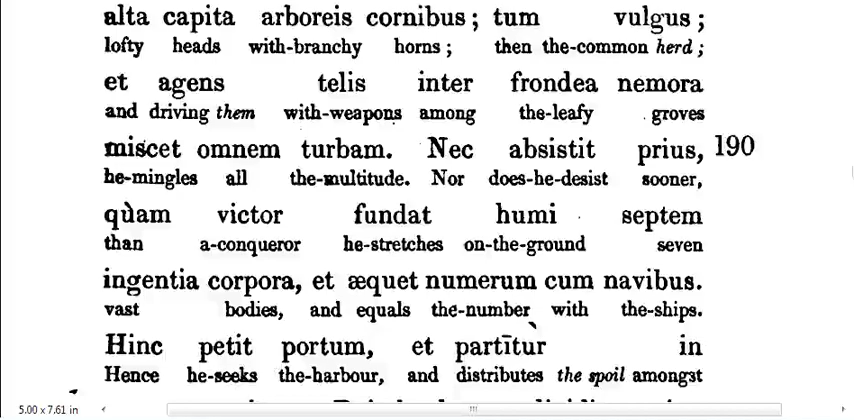 alta capita arboreis cornibus; tum vulgus;
lofty heads with-branchy horns; then the-common herd;
et agens telis inter frondea nemora
and driving them with-weapons among the-leafy groves
miscet omnem turbam. Nec absistit prius, 190
he-mingles all the-multitude. Nor does-he-desist sooner,
quàm victor fundat humi septem
than a-conqueror he-stretches on-the-ground seven
ingentia corpora, et æquet numerum cum navibus.
vast bodies, and equals the-number with the-ships.
Hinc petit portum, et partītur in
Hence he-seeks the-harbour, and distributes the spoil amongst
5.00 x 7.61 in